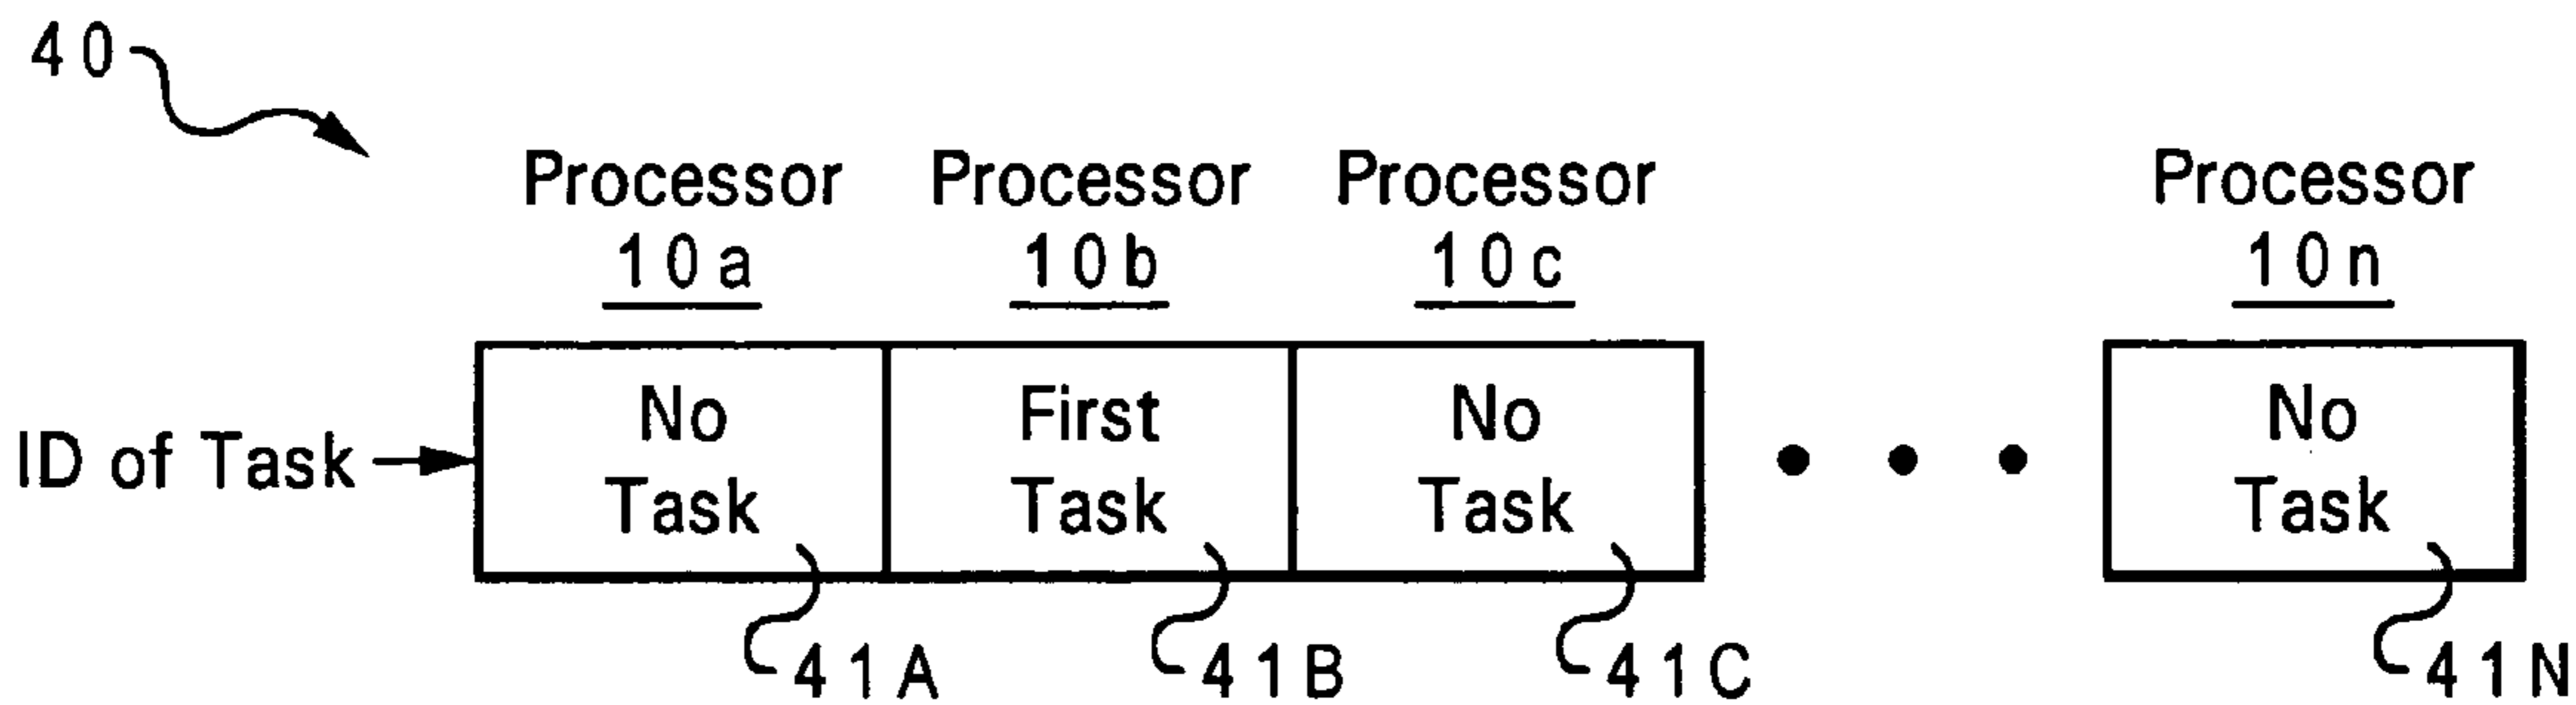 40
Processor Processor Processor Processor
10a 10b 10c 10n
No First No No
ID of Task
Task Task Task Task
41A 41B 41C 41N